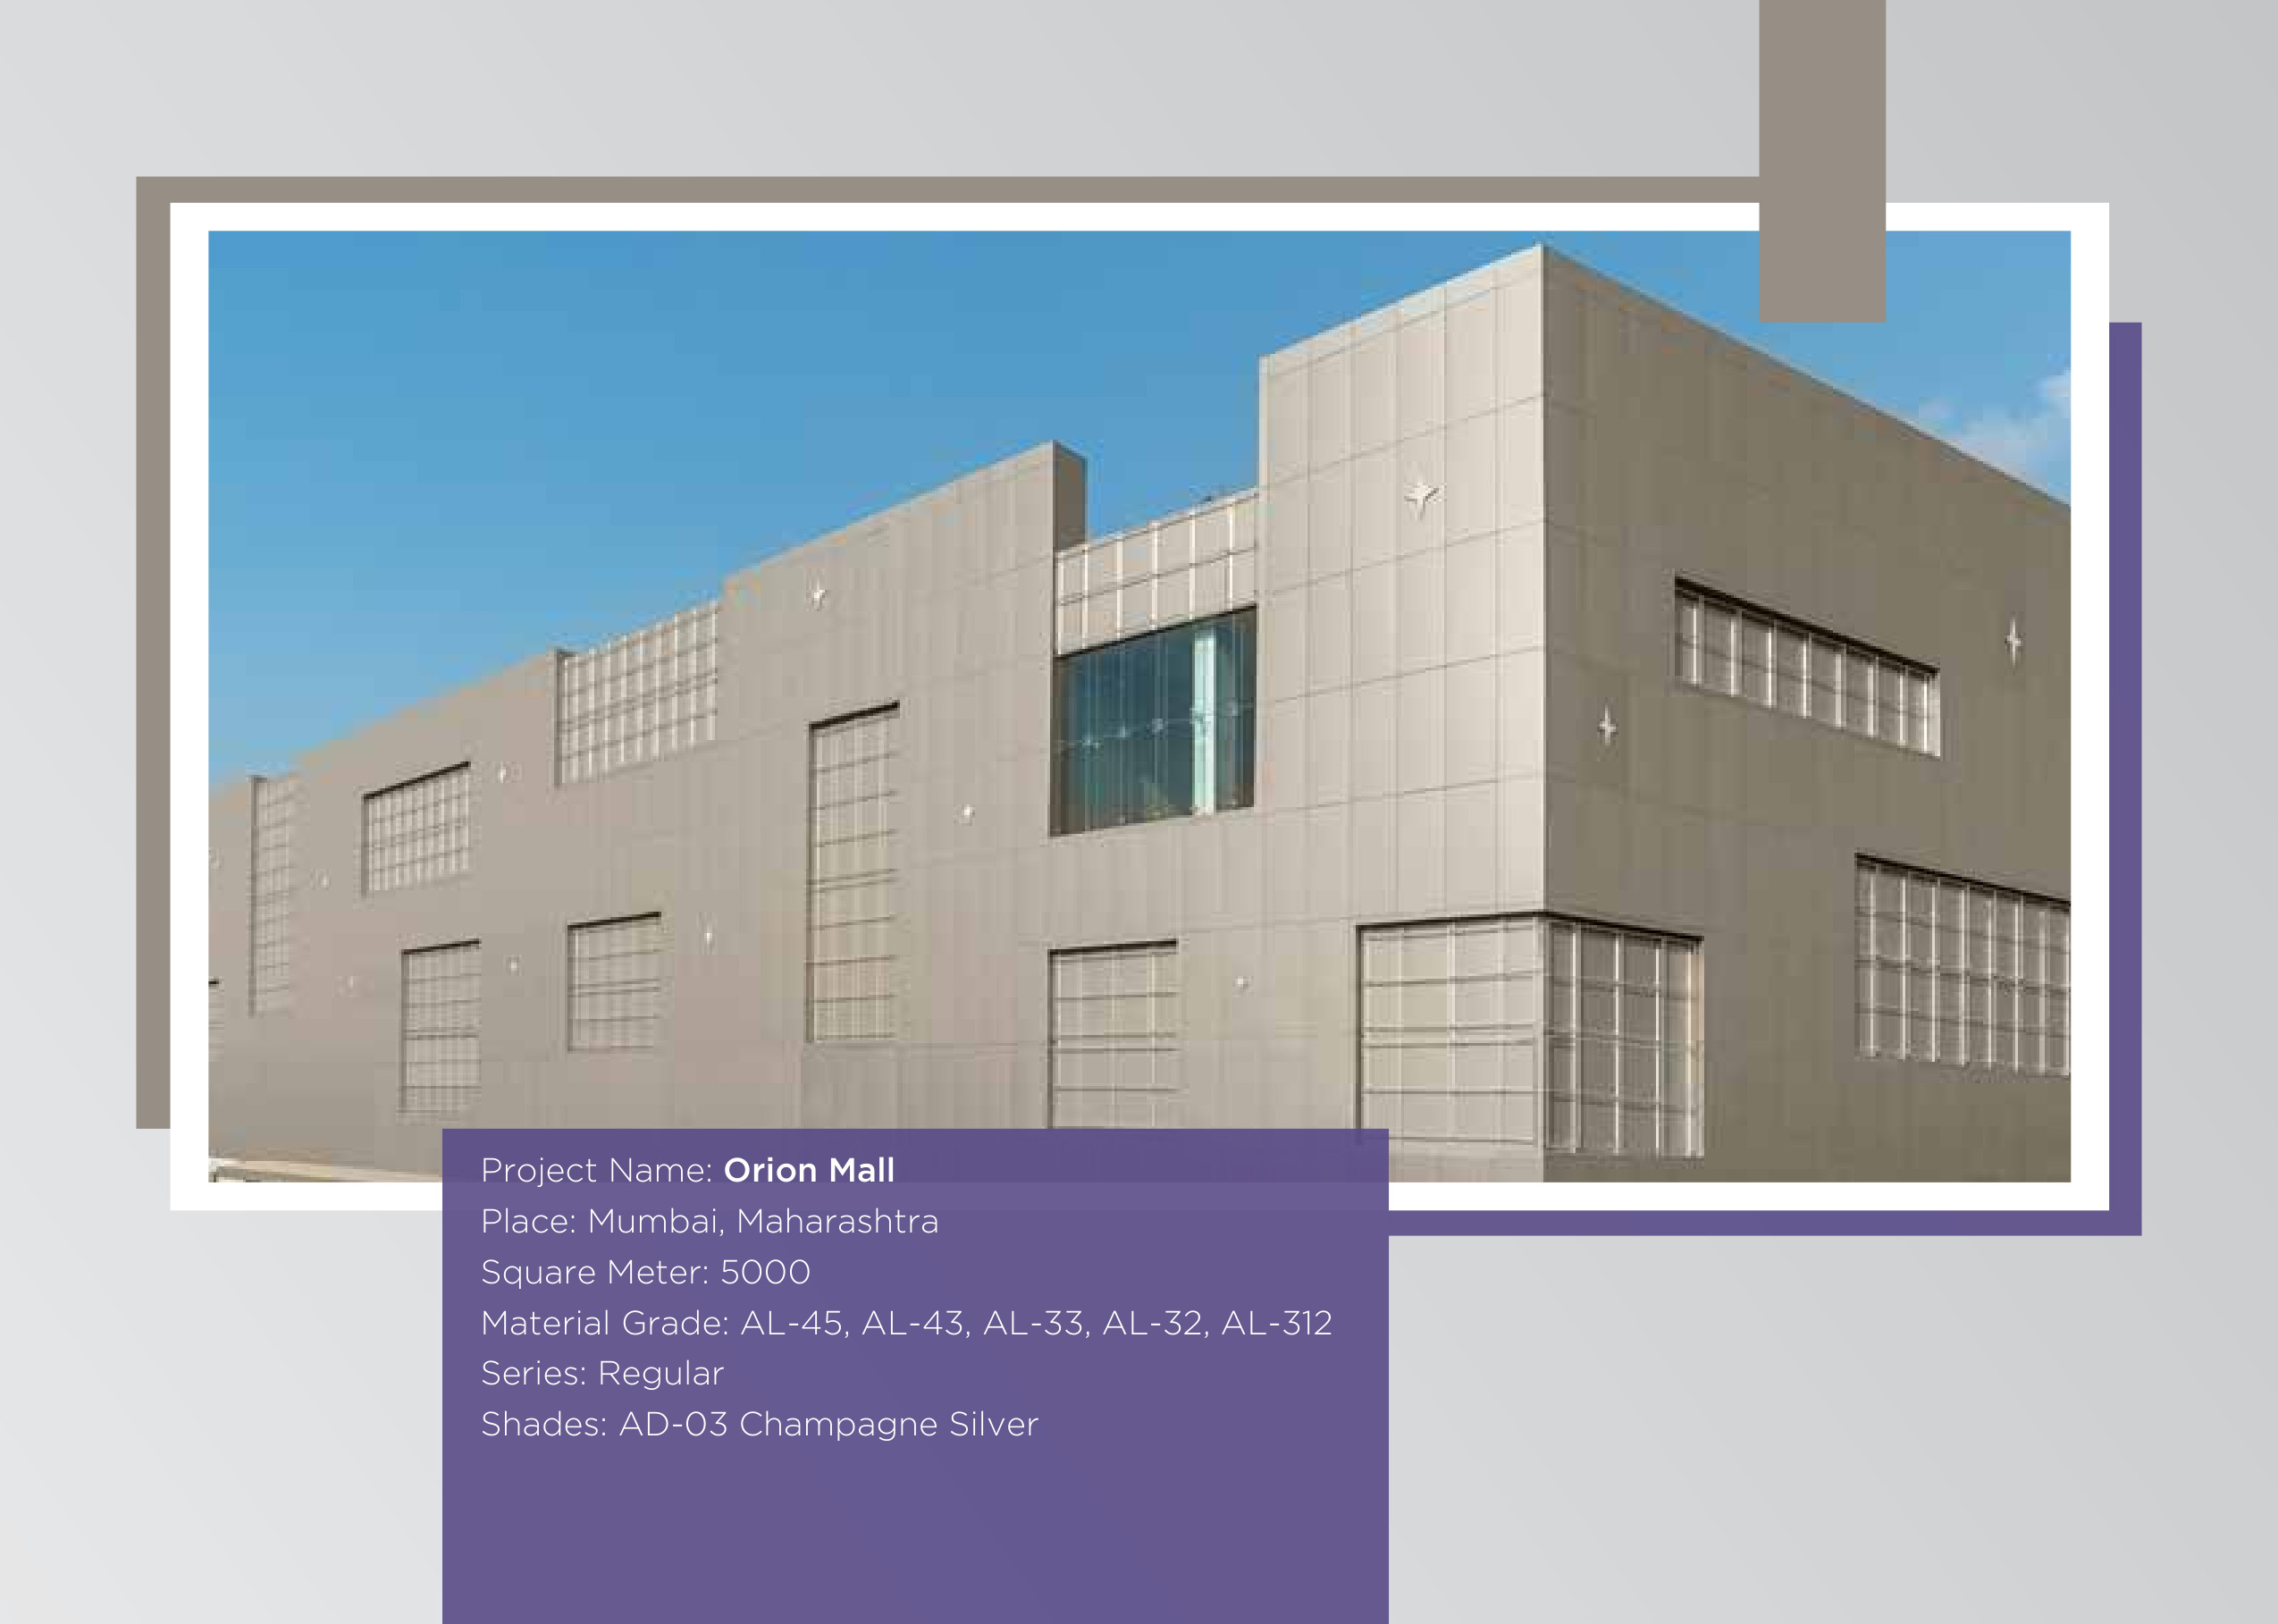 Project Name: Orion Mall
Place: Mumbai, Maharashtra
Square Meter: 5000
Material Grade: AL-45, AL-43, AL-33, AL-32, AL-312
Series: Regular
Shades: AD-03 Champagne Silver